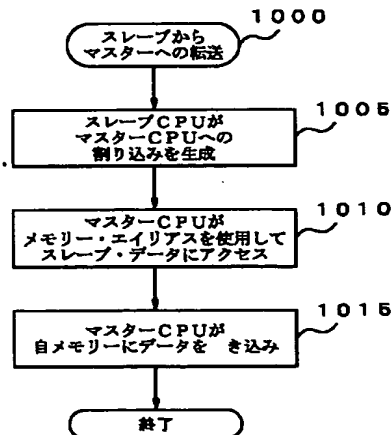 1000
スレーブから
マスターへの転送
1005
スレーブCPUが
マスターCPUへの
割り込みを生成
1010
マスターCPUが
メモリー・エイリアスを使用して
スレーブ・データにアクセス
1015
マスターCPUが
自メモリーにデータを き込み
終了